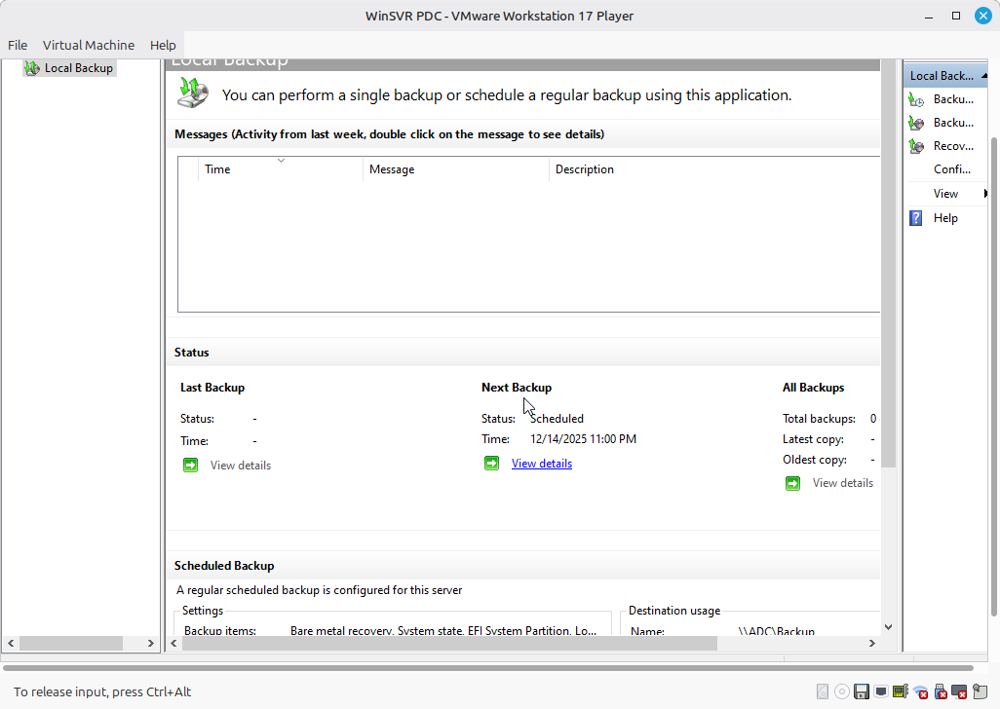 WinSVR PDC - VMware Workstation 17 Player
File Virtual Machine Help
Local Backup
Local Backup
You can perform a single backup or schedule a regular backup using this application.
Messages (Activity from last week, double click on the message to see details)
Time Message Description
Status
Last Backup
Status: -
Time: -
View details
Next Backup
Status: Scheduled
Time: 12/14/2025 11:00 PM
View details
All Backups
Total backups: 0
Latest copy: -
Oldest copy: -
View details
Scheduled Backup
A regular scheduled backup is configured for this server
Settings
Backup items: Bare metal recovery, System state, EFI System Partition, Lo...
Destination usage
Name: \\ADC\Backup
Local Back...
Backu...
Backu...
Recov...
Confi...
View
Help
To release input, press Ctrl+Alt